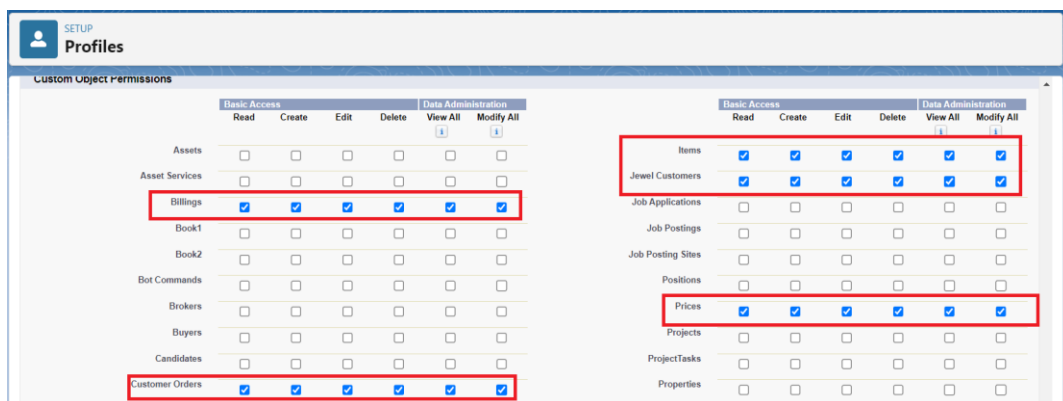 SETUP
Profiles
Custom Object Permissions
Basic Access Data Administration Basic Access Data Administration
Read Create Edit Delete View All Modify All Read Create Edit Delete View All Modify All
i i i i
Assets Items
Asset Services Jewel Customers
Billings Job Applications
Book1 Job Postings
Book2 Job Posting Sites
Bot Commands Positions
Brokers Prices
Buyers Projects
Candidates ProjectTasks
Customer Orders Properties